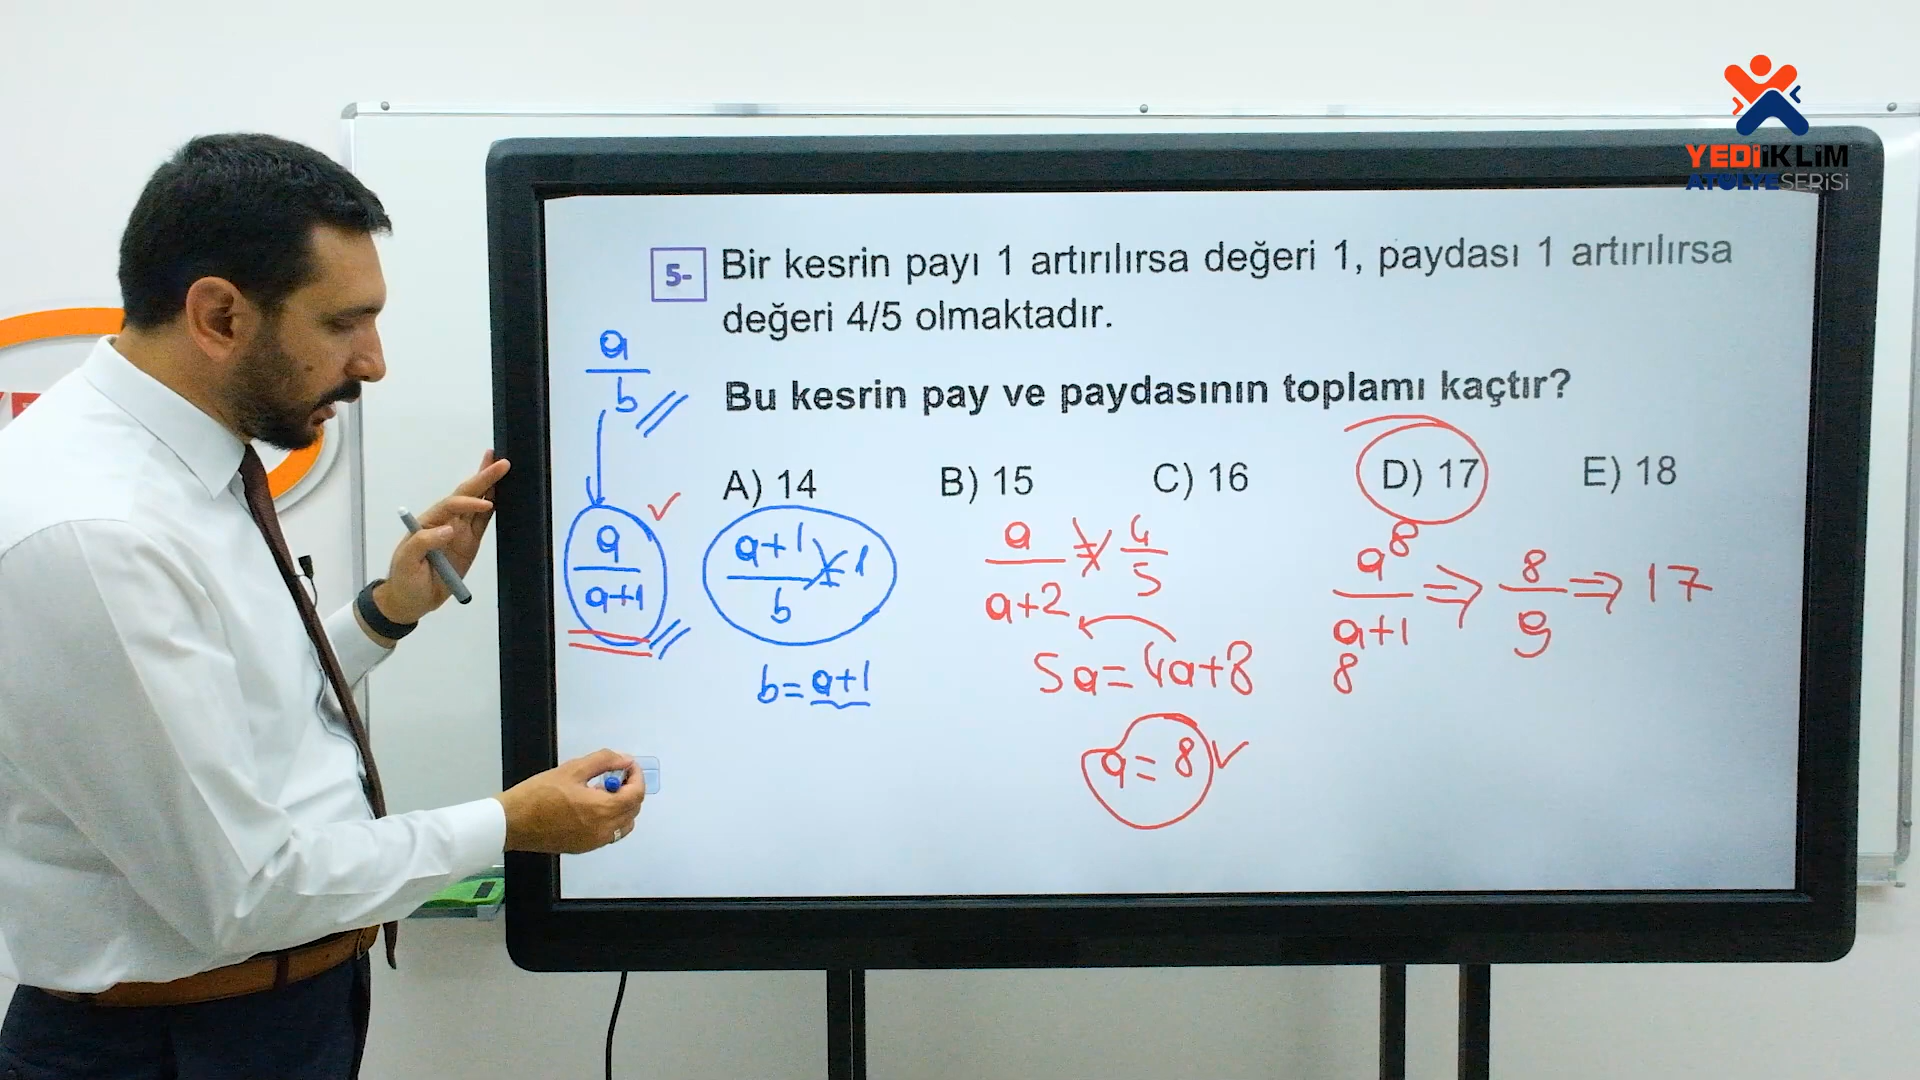 YEDİİKLİM
ATÖLYESERİSİ
5- Bir kesrin payı 1 artırılırsa değeri 1, paydası 1 artırılırsa
değeri 4/5 olmaktadır.
Bu kesrin pay ve paydasının toplamı kaçtır?
A) 14 B) 15 C) 16 D) 17 E) 18
a
b
a
a+1
a+1 = 1
b
b = a+1
a = 4
a+2 5
5a = 4a+8
a = 8
a 8 ⇒ 8 ⇒ 17
a+1 9
8